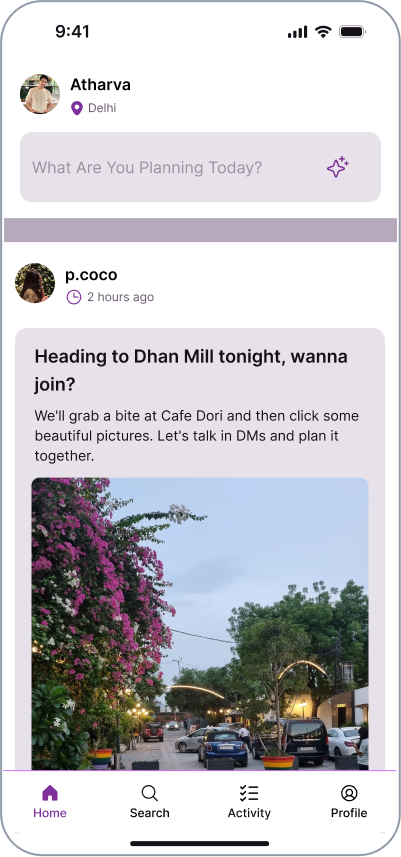 9:41
Atharva
Delhi
What Are You Planning Today?
p.coco
2 hours ago
Heading to Dhan Mill tonight, wanna
join?
We'll grab a bite at Cafe Dori and then click some
beautiful pictures. Let's talk in DMs and plan it
together.
Home
Search
Activity
Profile